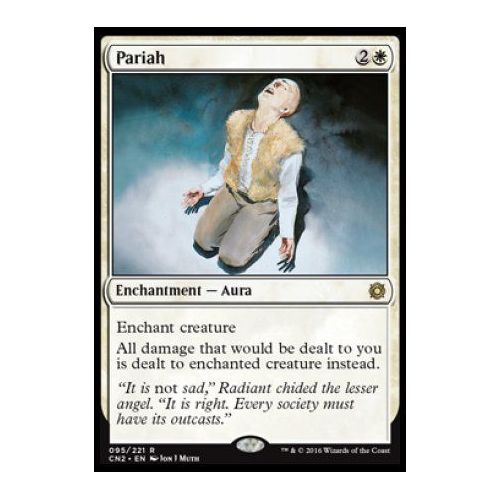 Pariah 2
Enchantment — Aura
Enchant creature
All damage that would be dealt to you
is dealt to enchanted creature instead.
“It is not sad,” Radiant chided the lesser
angel. “It is right. Every society must
have its outcasts.”
095/221 R
CN2 • EN Jon J Muth
™ & © 2016 Wizards of the Coast